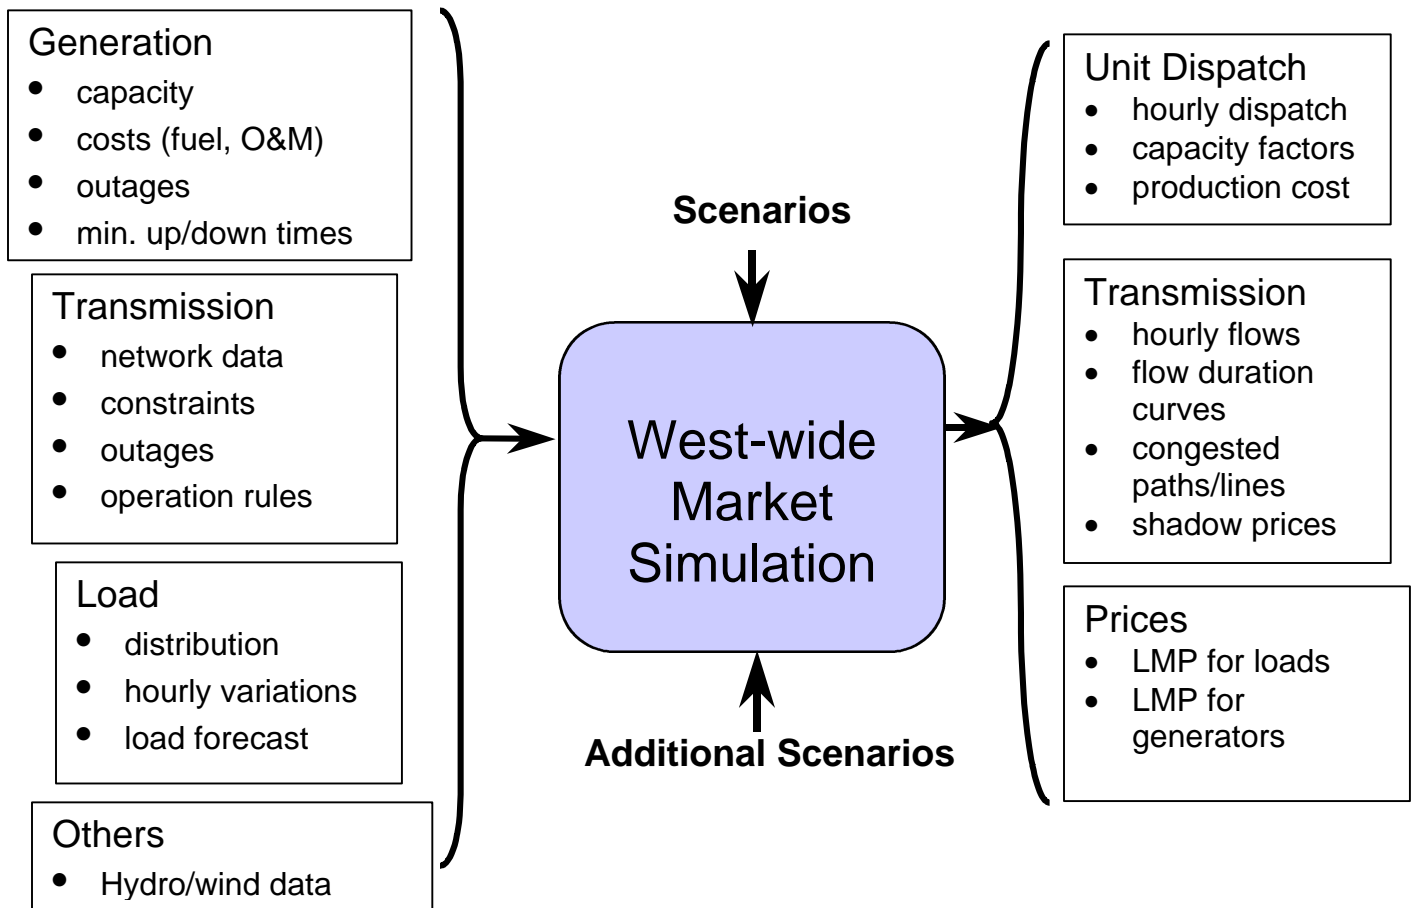 Generation
• capacity
• costs (fuel, O&M)
• outages
• min. up/down times
Transmission
• network data
• constraints
• outages
• operation rules
Load
• distribution
• hourly variations
• load forecast
Others
• Hydro/wind data
Scenarios
West-wide
Market
Simulation
Additional Scenarios
Unit Dispatch
• hourly dispatch
• capacity factors
• production cost
Transmission
• hourly flows
• flow duration
curves
• congested
paths/lines
• shadow prices
Prices
• LMP for loads
• LMP for
generators